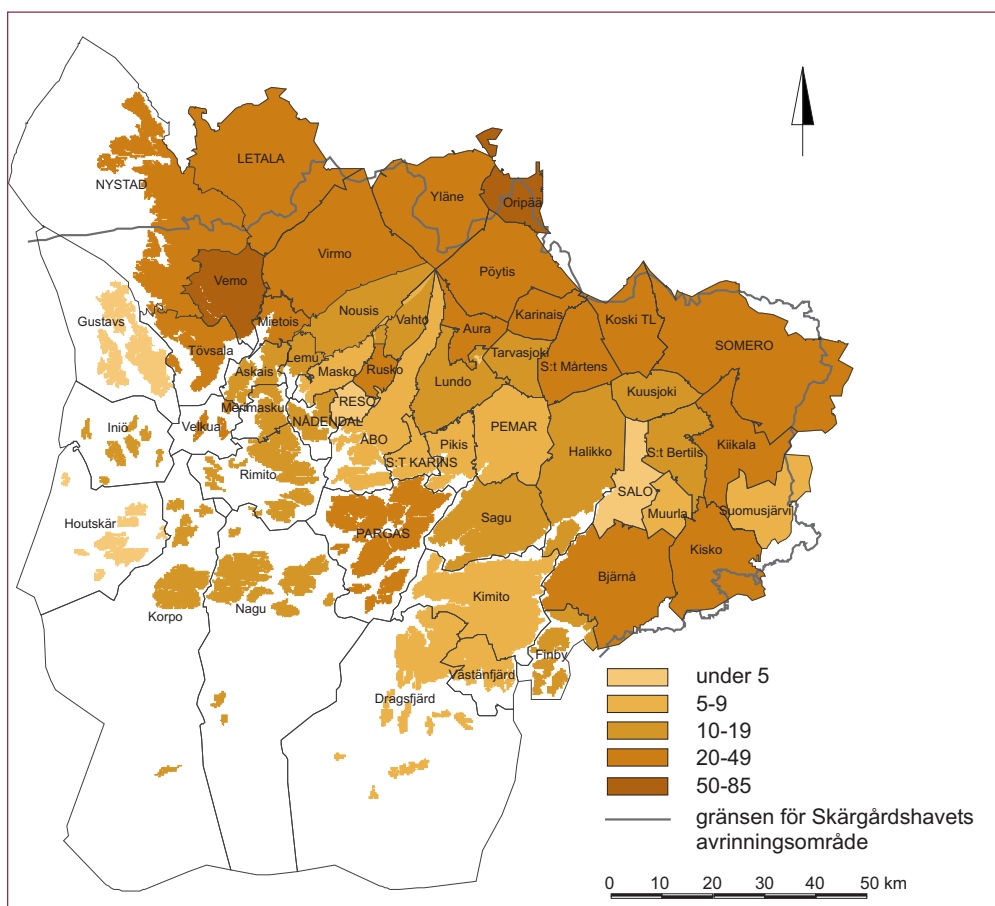 LETALA
NYSTAD
Yläne
Oripää
Virmo
Vemo
Pöytis
Gustavs
Nousis
Vahto
Karinais
Koski TL
Mietois
Aura
SOMERO
Tövsala
Lemu
Tarvasjoki
Askais
Masko
Rusko
S:t Mårtens
Lundo
Kuusjoki
Merimasku
RESO
Iniö
Velkua
NÅDENDAL
PEMAR
ÅBO
Pikis
Halikko
S:t Bertils
Kiikala
S:T KARINS
Rimito
SALO
Houtskär
Muurla
Suomusjärvi
Sagu
PARGAS
Kisko
Bjärnå
Kimito
Nagu
Korpo
Finby
Västänfjärd
Dragsfjärd
under 5
5-9
10-19
20-49
50-85
gränsen för Skärgårdshavets
avrinningsområde
0 10 20 30 40 50 km